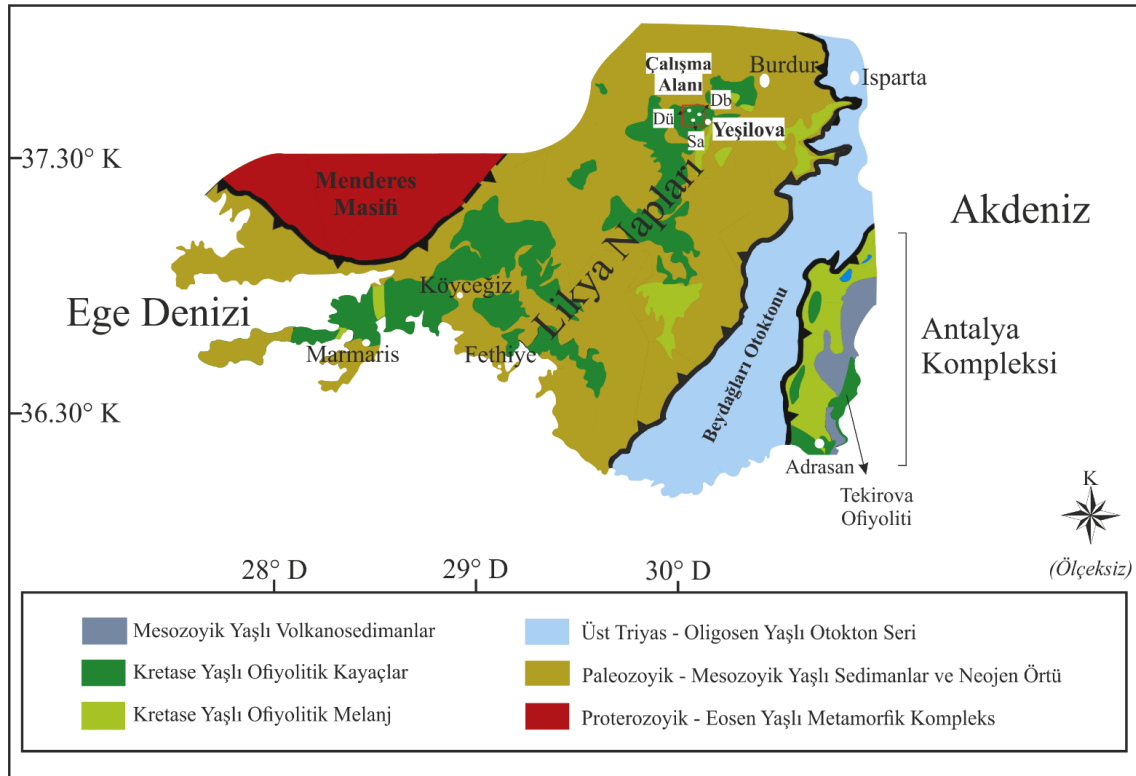 Çalışma
Alanı
Burdur
Isparta
Db
Dü
Yeşilova
Sa
37.30° K
Menderes
Masifi
Likya Napları
Akdeniz
Köyceğiz
Ege Denizi
Marmaris
Fethiye
Beydağları Otoktonu
Antalya
Kompleksi
36.30° K
Adrasan
Tekirova
Ofiyoliti
K
28° D
29° D
30° D
(Ölçeksiz)
Mesozoyik Yaşlı Volkanosedimanlar
Kretase Yaşlı Ofiyolitik Kayaçlar
Kretase Yaşlı Ofiyolitik Melanj
Üst Triyas - Oligosen Yaşlı Otokton Seri
Paleozoyik - Mesozoyik Yaşlı Sedimanlar ve Neojen Örtü
Proterozoyik - Eosen Yaşlı Metamorfik Kompleks